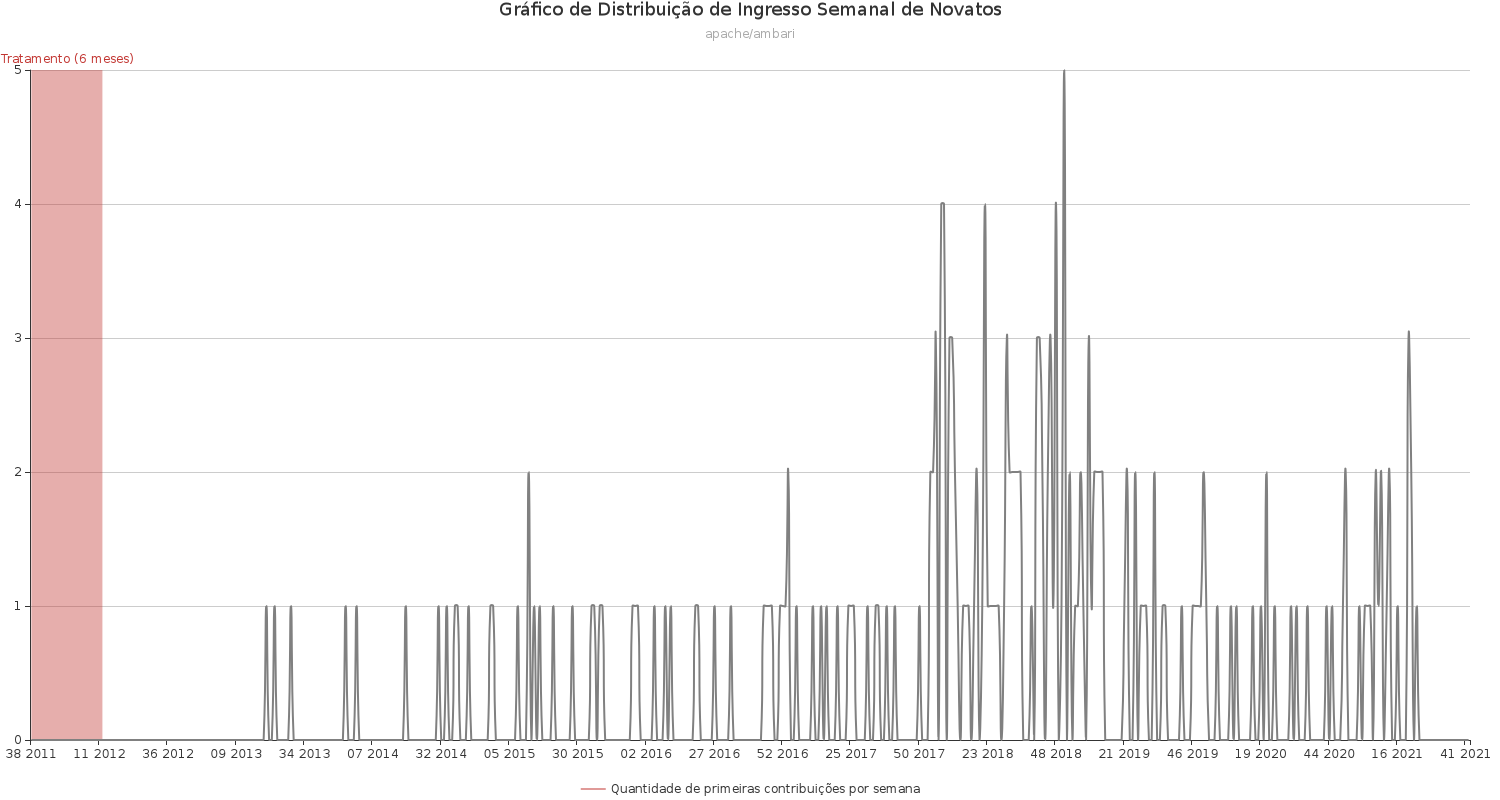 Gráfico de Distribuição de Ingresso Semanal de Novatos
apache/ambari
Tratamento (6 meses)
5
4
3
2
1
0
38 2011 11 2012 36 2012 09 2013 34 2013 07 2014 32 2014 05 2015 30 2015 02 2016 27 2016 52 2016 25 2017 50 2017 23 2018 48 2018 21 2019 46 2019 19 2020 44 2020 16 2021 41 2021
Quantidade de primeiras contribuições por semana